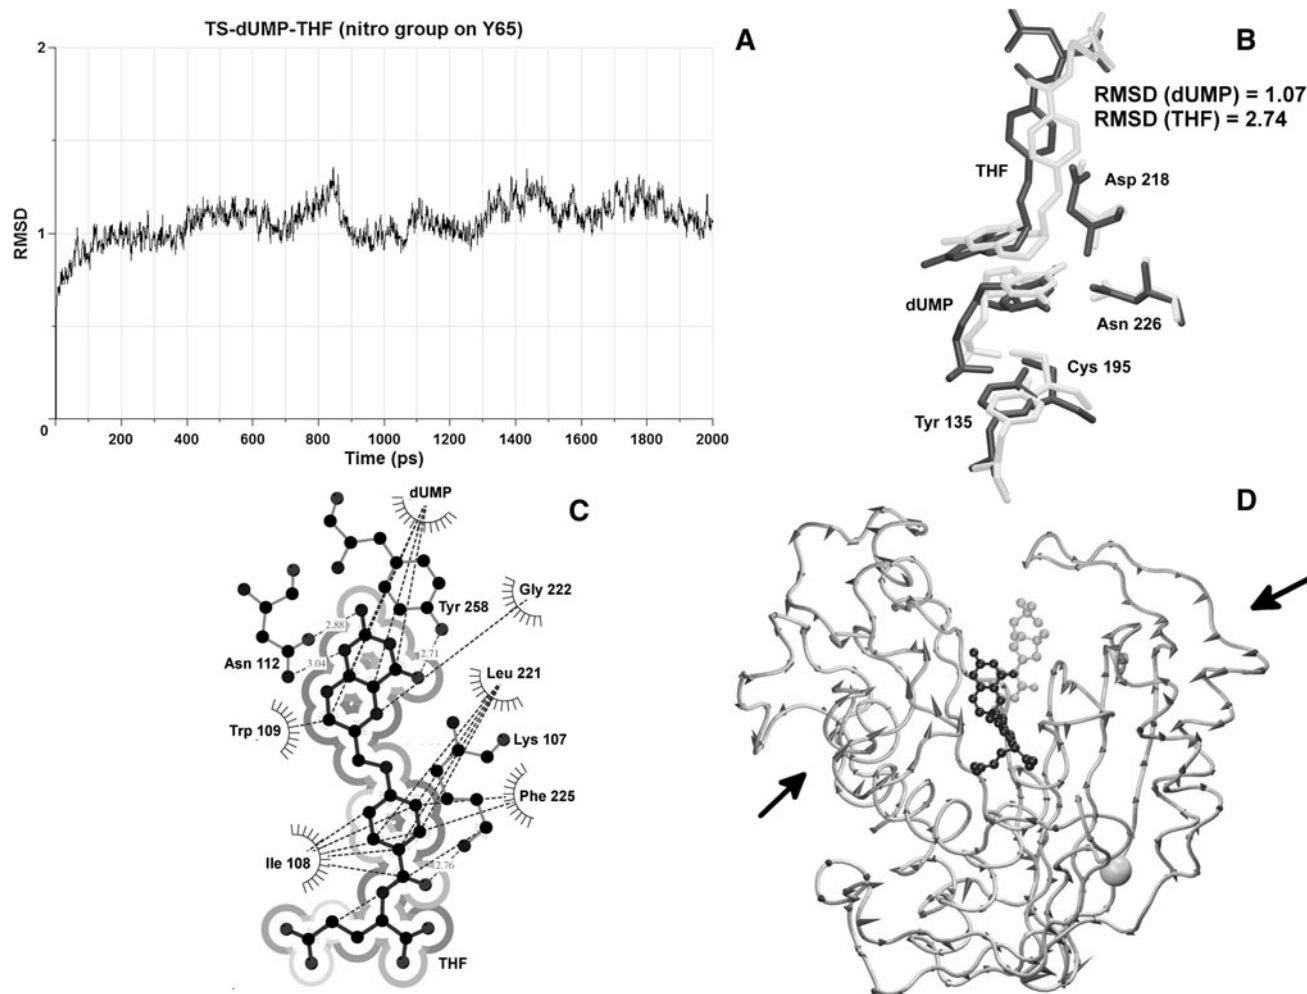 TS-dUMP-THF (nitro group on Y65)
A
2
1
0
RMSD
200
400
600
800
1000
1200
1400
1600
1800
2000
Time (ps)
B
RMSD (dUMP) = 1.07
RMSD (THF) = 2.74
THF
Asp 218
dUMP
Asn 226
Cys 195
Tyr 135
C
dUMP
Gly 222
Tyr 258
2.88
2.71
3.04
Asn 112
Leu 221
Trp 109
Lys 107
Phe 225
Ile 108
2.76
THF
D